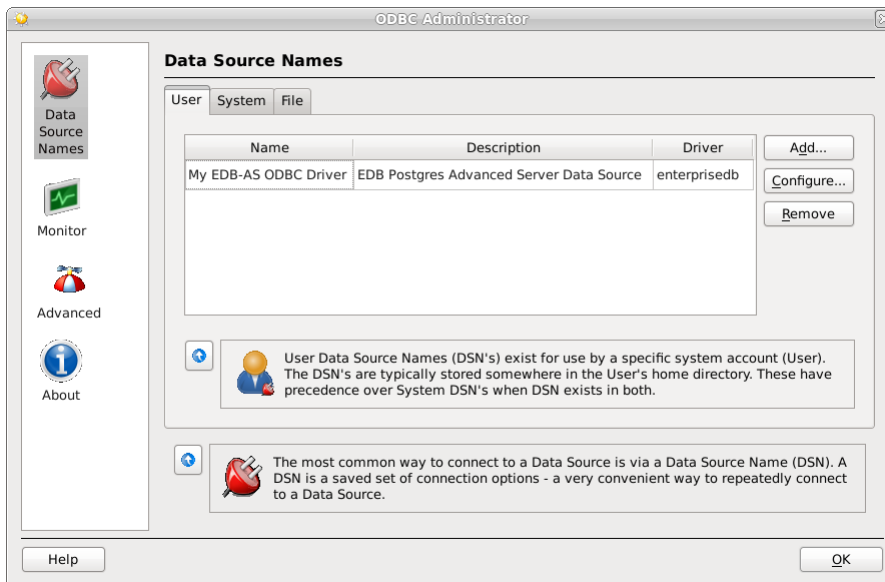 ODBC Administrator
Data
Source
Names
Monitor
Advanced
About
Data Source Names
User System File
Name Description Driver
My EDB-AS ODBC Driver EDB Postgres Advanced Server Data Source enterprisedb
Add...
Configure...
Remove
User Data Source Names (DSN's) exist for use by a specific system account (User).
The DSN's are typically stored somewhere in the User's home directory. These have
precedence over System DSN's when DSN exists in both.
The most common way to connect to a Data Source is via a Data Source Name (DSN). A
DSN is a saved set of connection options - a very convenient way to repeatedly connect
to a Data Source.
Help OK